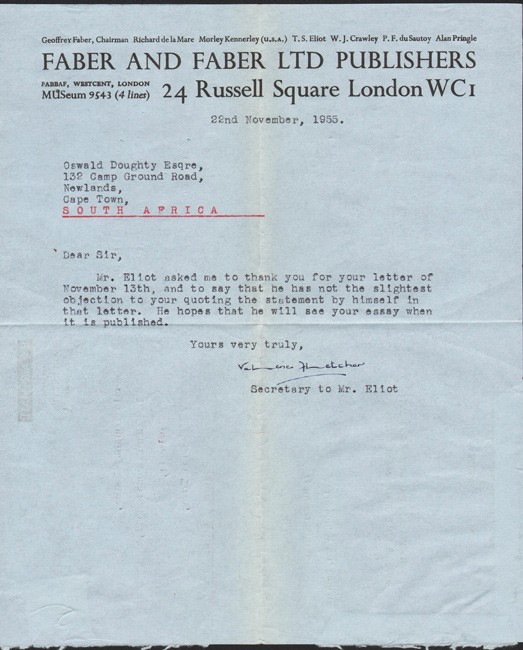 Geoffrey Faber, Chairman Richard de la Mare Morley Kennerley (U.S.A.) T. S. Eliot W. J. Crawley P. F. du Sautoy Alan Pringle
FABER AND FABER LTD PUBLISHERS
FABBAF, WESTCENT, LONDON
MUSeum 9543 (4 lines)
24 Russell Square London WC1
22nd November, 1955.
Oswald Doughty Esqre,
132 Camp Ground Road,
Newlands,
Cape Town,
SOUTH AFRICA
Dear Sir,
Mr. Eliot asked me to thank you for your letter of
November 13th, and to say that he has not the slightest
objection to your quoting the statement by himself in
that letter. He hopes that he will see your essay when
it is published.
Yours very truly,
Valerie Fletcher
Secretary to Mr. Eliot